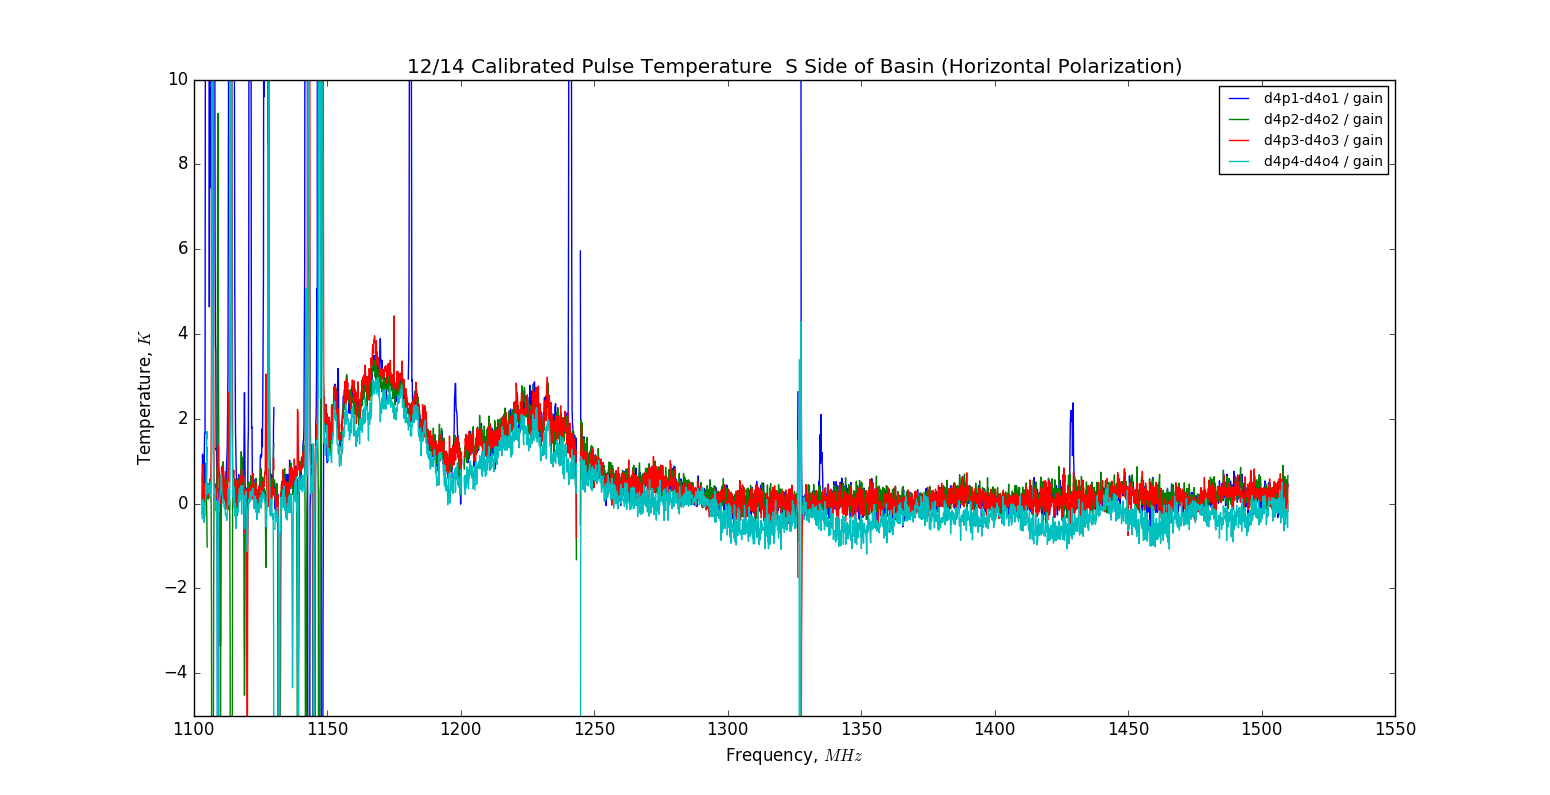 12/14 Calibrated Pulse Temperature  S Side of Basin (Horizontal Polarization)
d4p1-d4o1 / gain
d4p2-d4o2 / gain
d4p3-d4o3 / gain
d4p4-d4o4 / gain
10
8
6
4
2
0
−2
−4
Temperature, K
1100 1150 1200 1250 1300 1350 1400 1450 1500 1550
Frequency, MHz